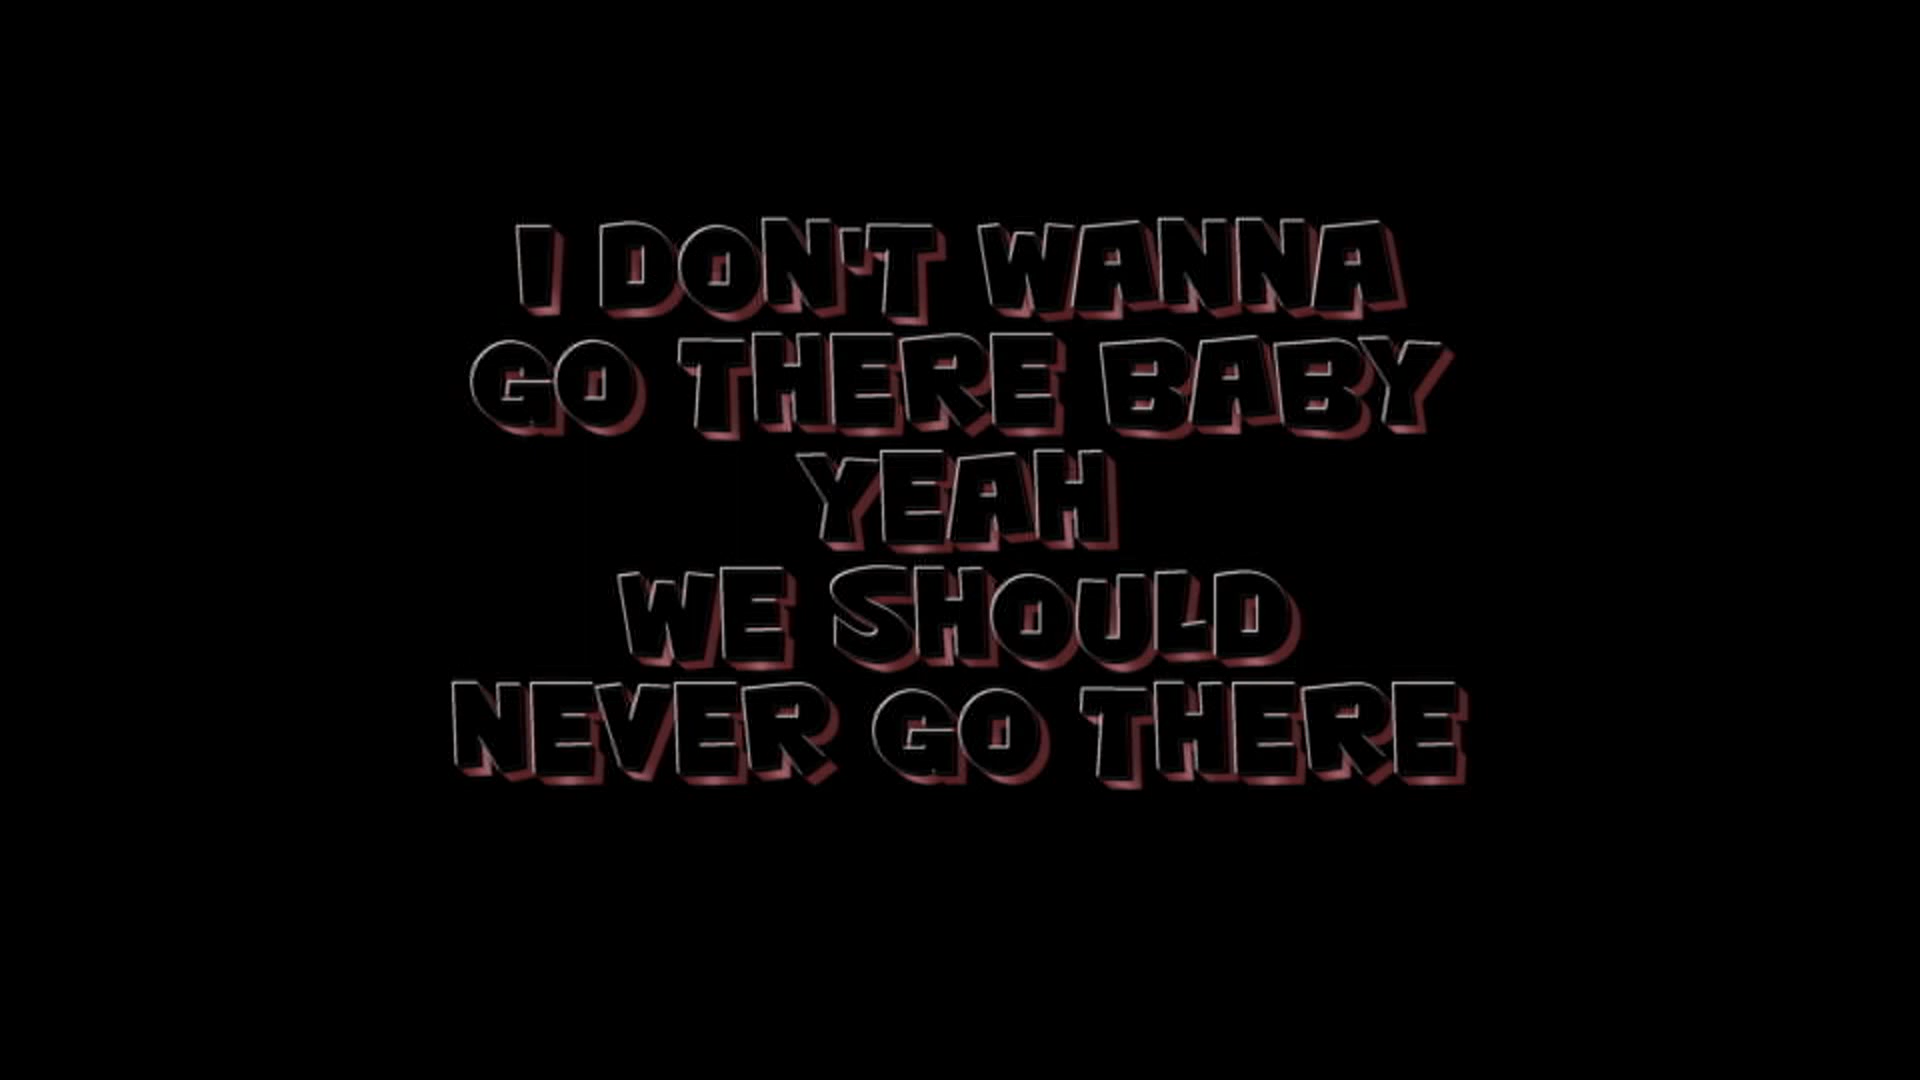 I DON'T WANNA
GO THERE BABY
YEAH
WE SHOULD
NEVER GO THERE